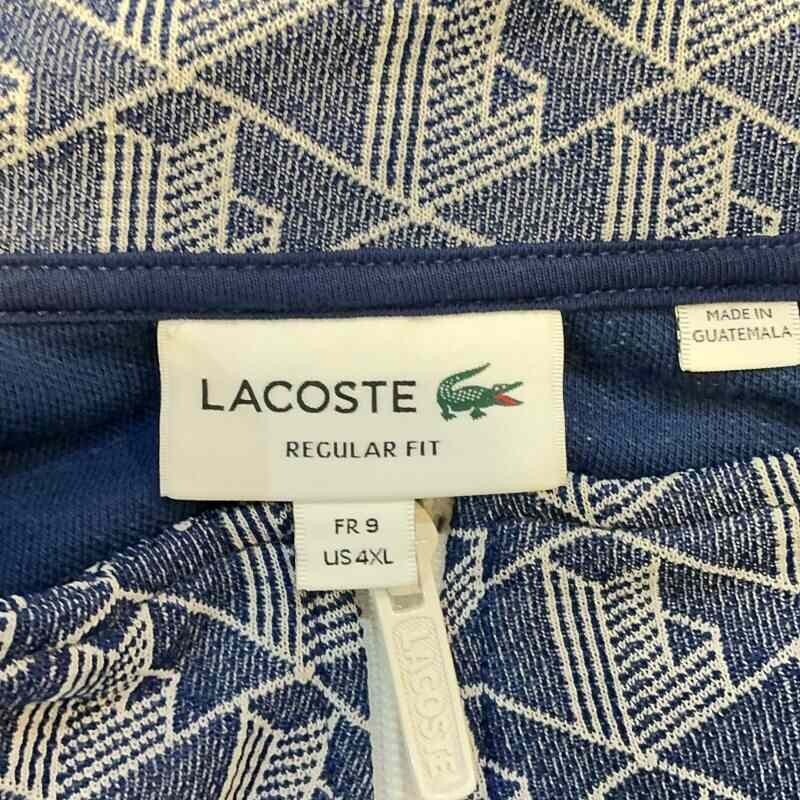 LACOSTE
REGULAR FIT
MADE IN
GUATEMALA
FR 9
US 4XL
LACOSTE